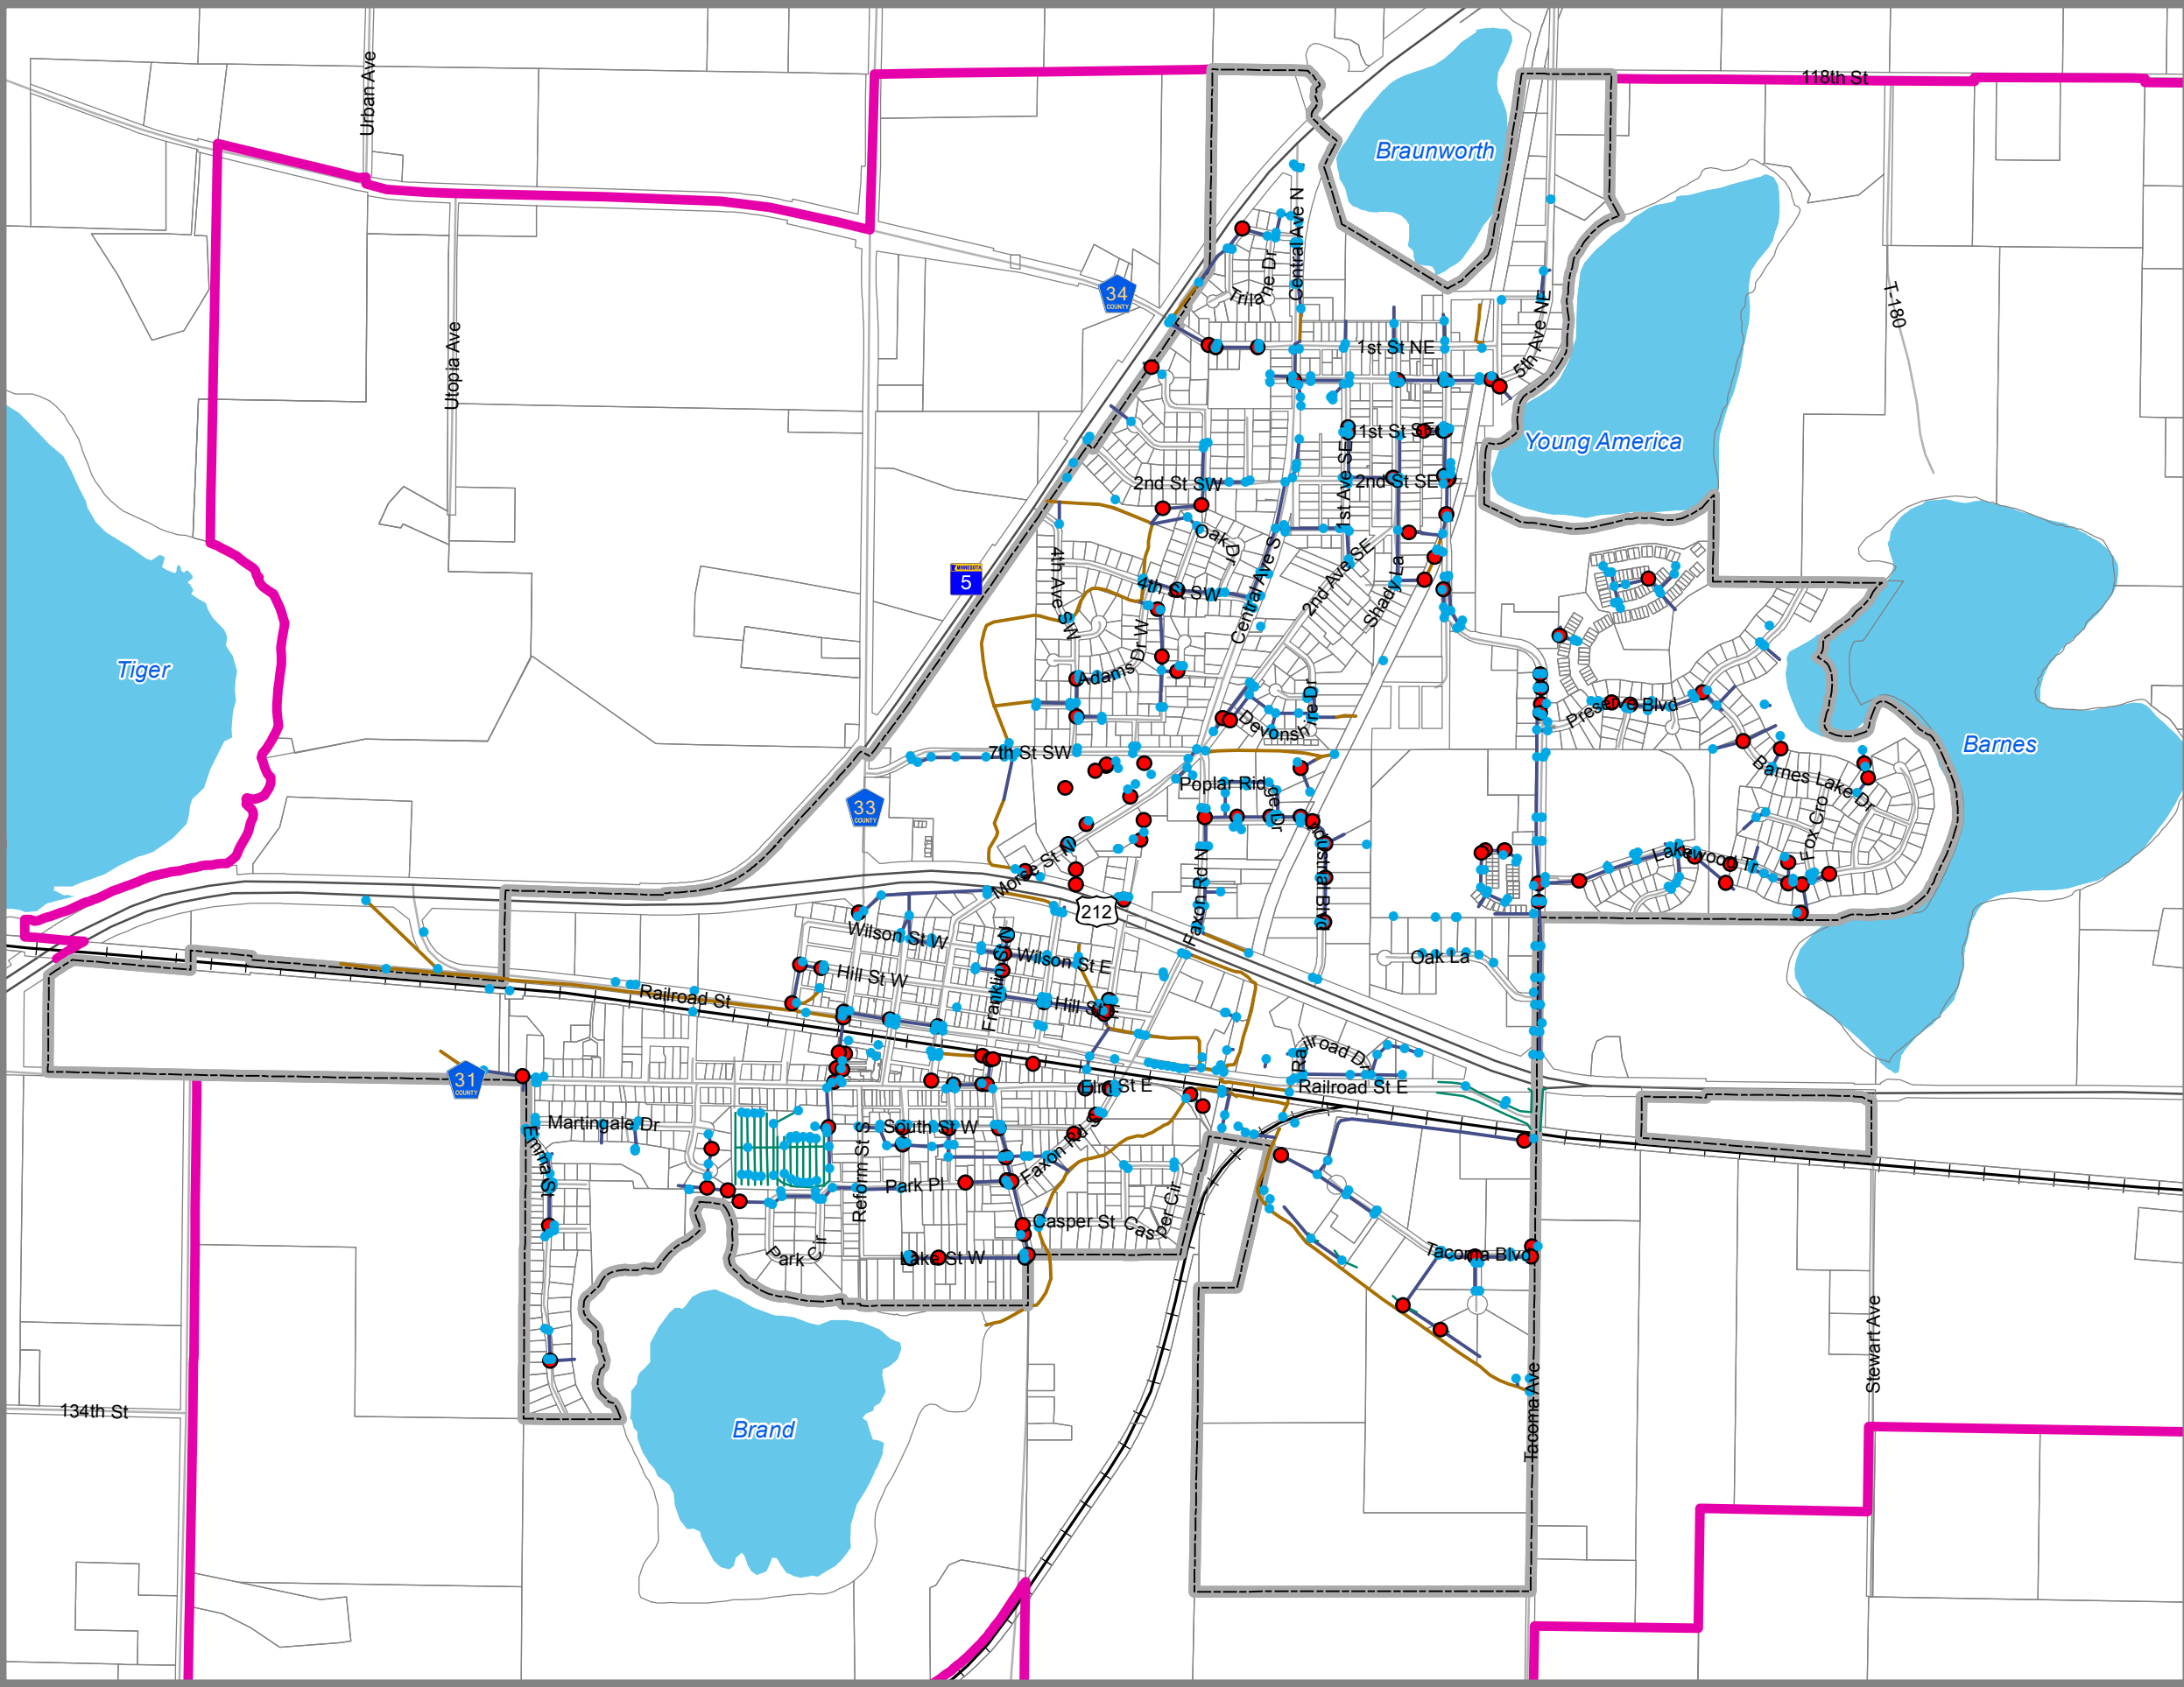 118th St
Urban Ave
Braunworth
Central Ave N
Trilane Dr
34
COUNTY
T-180
5th Ave NE
Utopia Ave
1st St NE
1st St SE
Young America
1st Ave SE
2nd St SW
2nd St SE
Oak Dr
MINNESOTA
5
4th Ave SW
4th St SW
Central Ave S
2nd Ave SE
Shady La
Tiger
Adams Dr W
Devonshire Dr
Preserve Blvd
Barnes
7th St SW
Poplar Ridge Dr
Barnes Lake Dr
33
COUNTY
Fox Cro
Industrial Blvd
Lakewood Tr
Morse St N
Faxon Rd N
212
Wilson St W
Franklin St N
Wilson St E
Oak La
Hill St W
Hill St E
Railroad St
Railroad Dr
31
COUNTY
Elm St E
Railroad St E
Martingale Dr
South St W
Emma St
Reform St S
Faxon Rd S
Park Pl
Casper St
Casper Cir
Park Cir
Lake St W
Tacoma Blvd
Stewart Ave
Tacoma Ave
134th St
Brand